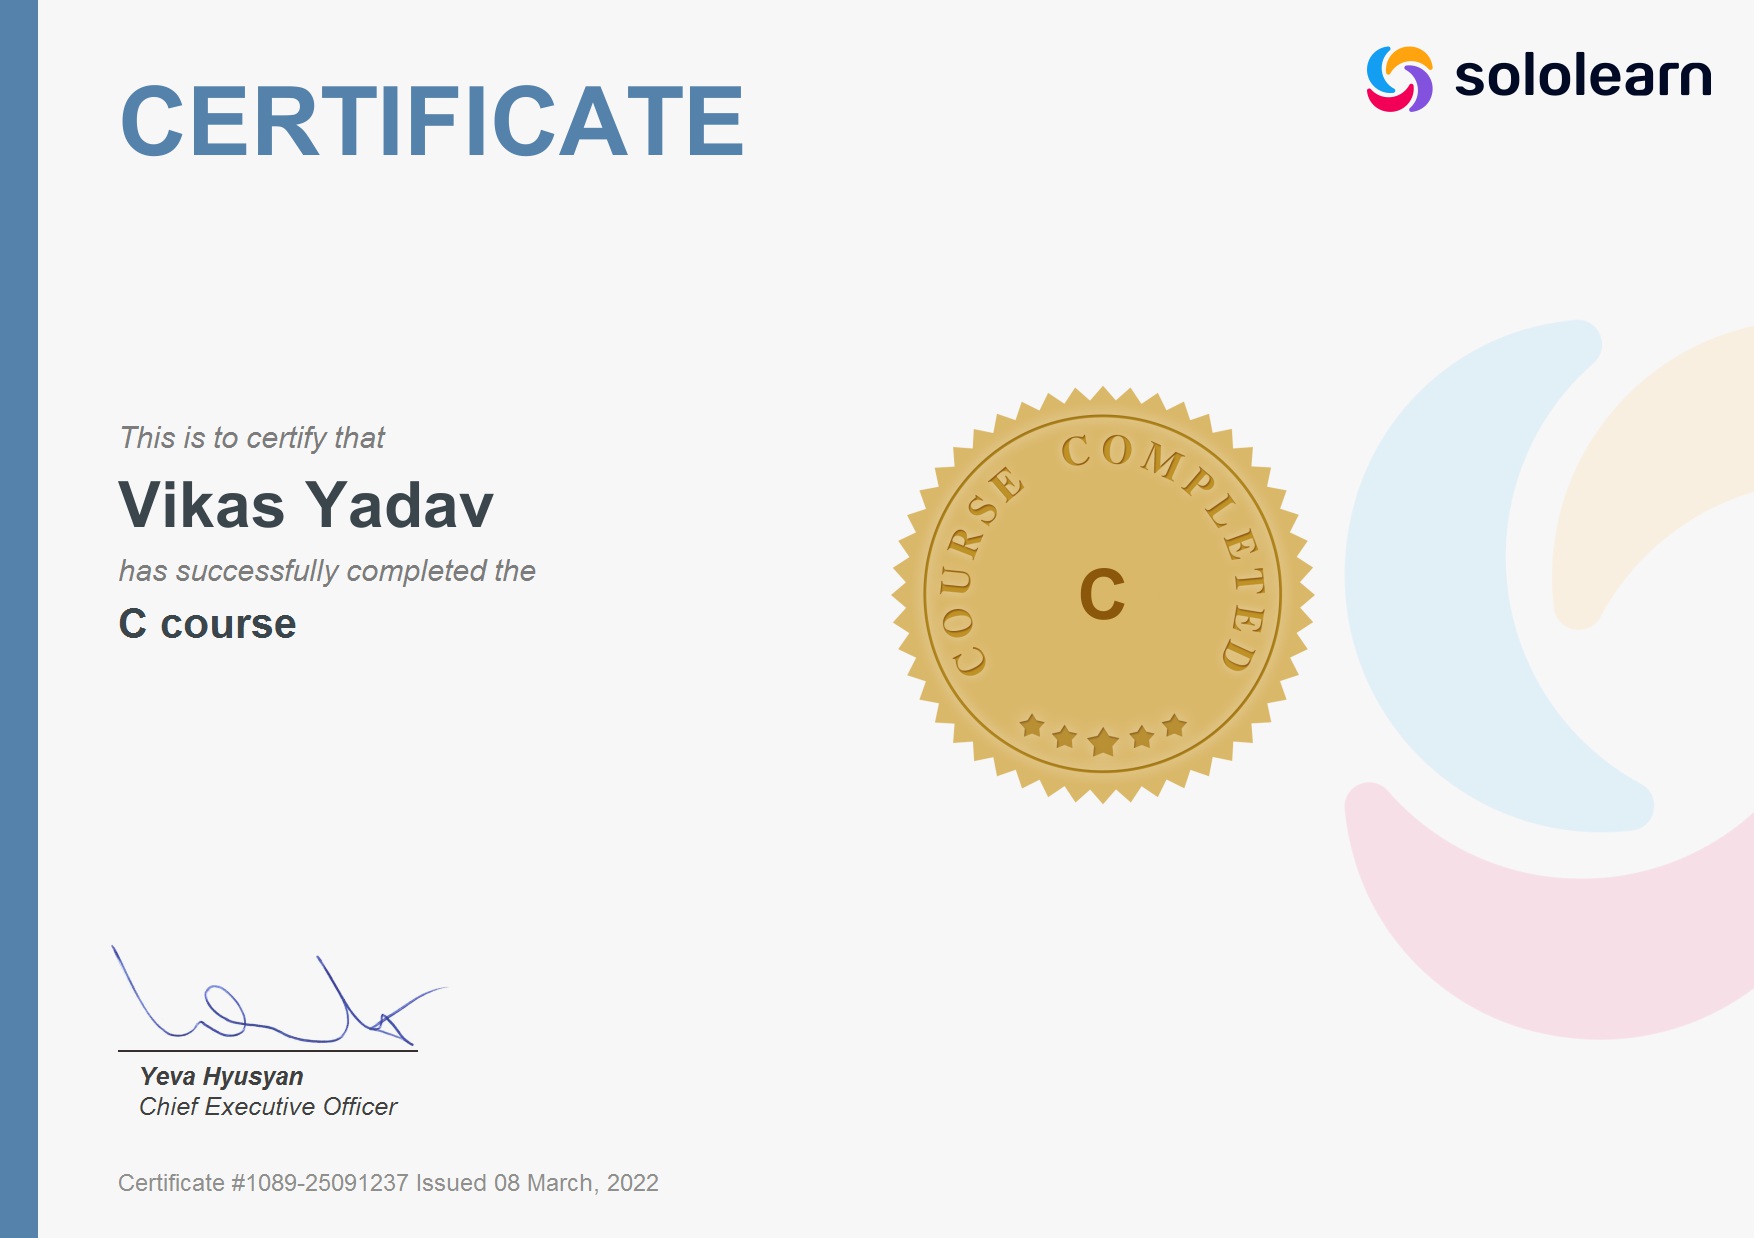 CERTIFICATE
sololearn
This is to certify that
Vikas Yadav
has successfully completed the
C course
COURSE COMPLETED
C
Yeva Hyusyan
Chief Executive Officer
Certificate #1089-25091237 Issued 08 March, 2022